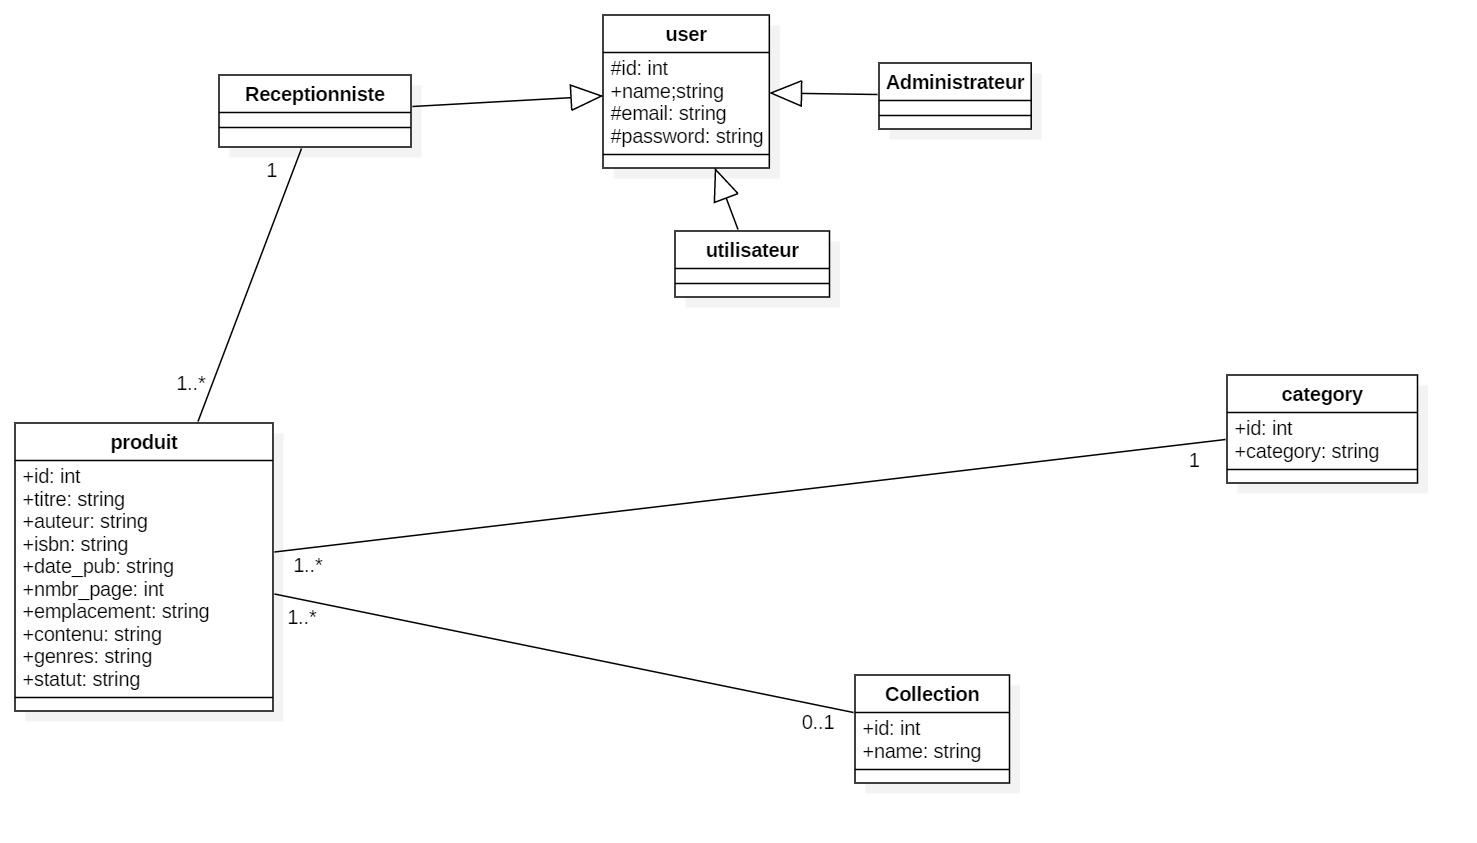 user
#id: int
+name;string
#email: string
#password: string
Receptionniste
Administrateur
1
utilisateur
1..*
produit
+id: int
+titre: string
+auteur: string
+isbn: string
+date_pub: string
+nmbr_page: int
+emplacement: string
+contenu: string
+genres: string
+statut: string
category
+id: int
+category: string
1
1..*
1..*
0..1
Collection
+id: int
+name: string